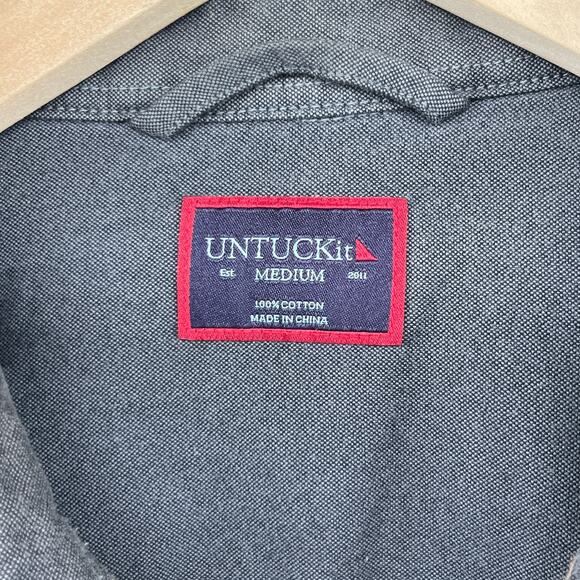 UNTUCKit
Est. MEDIUM 2011
100% COTTON
MADE IN CHINA